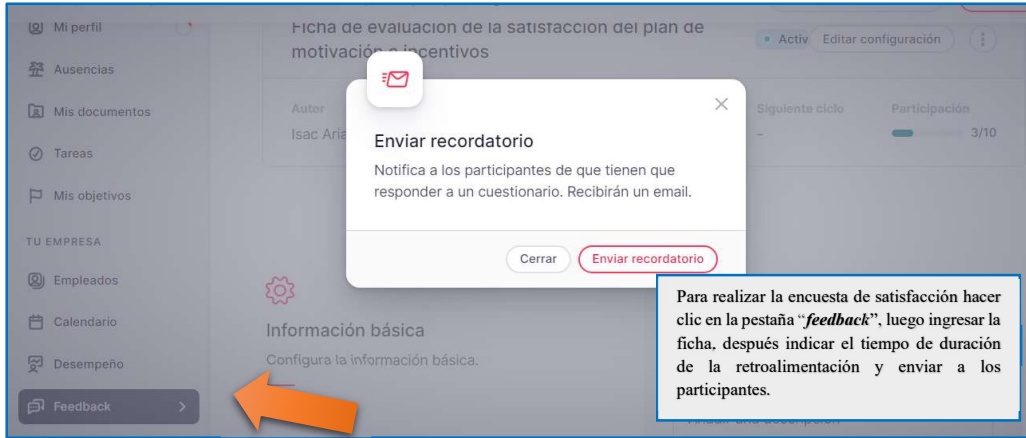 Mi perfil
Ausencias
Mis documentos
Tareas
Mis objetivos
TU EMPRESA
Empleados
Calendario
Desempeño
Feedback
Ficha de evaluación de la satisfacción del plan de
motivación e incentivos
Activ
Editar configuración
Autor
Isac Aria
Siguiente ciclo
-
Participación
3/10
Enviar recordatorio
Notifica a los participantes de que tienen que
responder a un cuestionario. Recibirán un email.
Cerrar
Enviar recordatorio
Información básica
Configura la información básica.
Para realizar la encuesta de satisfacción hacer
clic en la pestaña “feedback”, luego ingresar la
ficha, después indicar el tiempo de duración
de la retroalimentación y enviar a los
participantes.